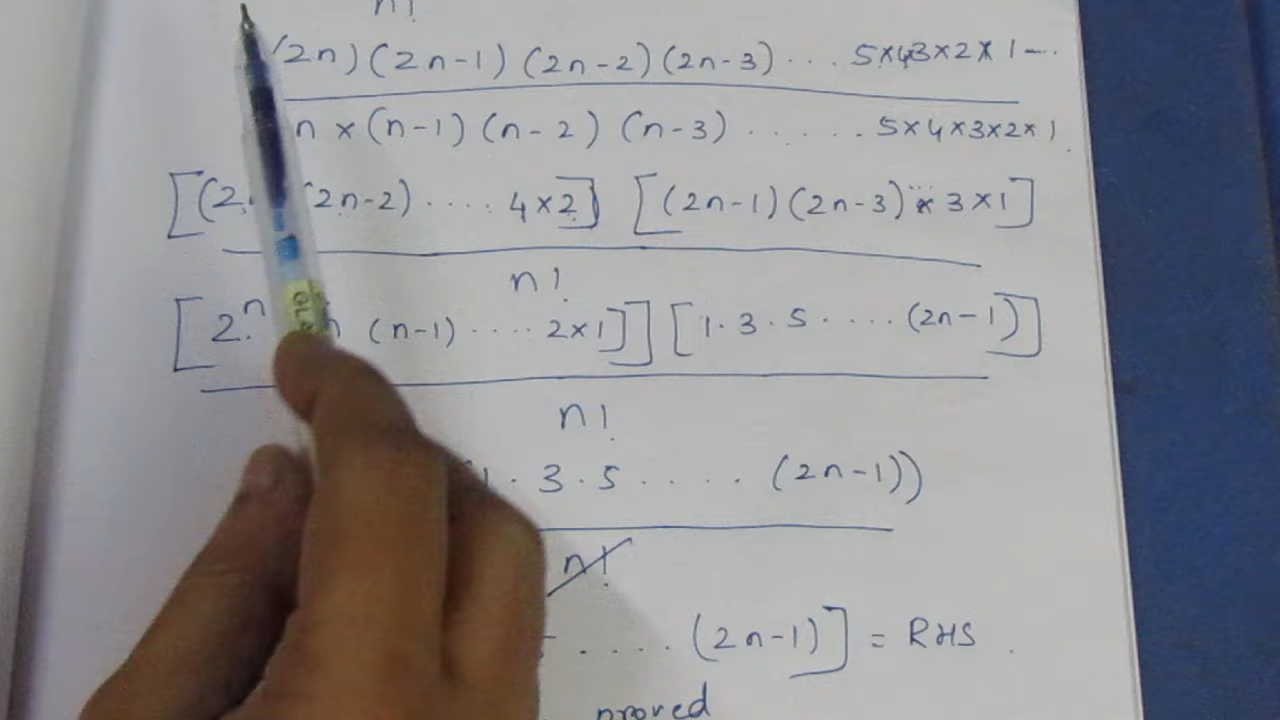 n!
(2n)(2n-1)(2n-2)(2n-3)... 5×4×3×2×1---
n×(n-1)(n-2)(n-3)...... 5×4×3×2×1
[(2 (2n-2).... 4×2] [(2n-1)(2n-3)...×3×1]
n!
[2^n. n (n-1).... 2×1]] [1.3.5.....(2n-1)]
n!
1.3.5.....(2n-1))
n!
....(2n-1)] = RHS.
proved